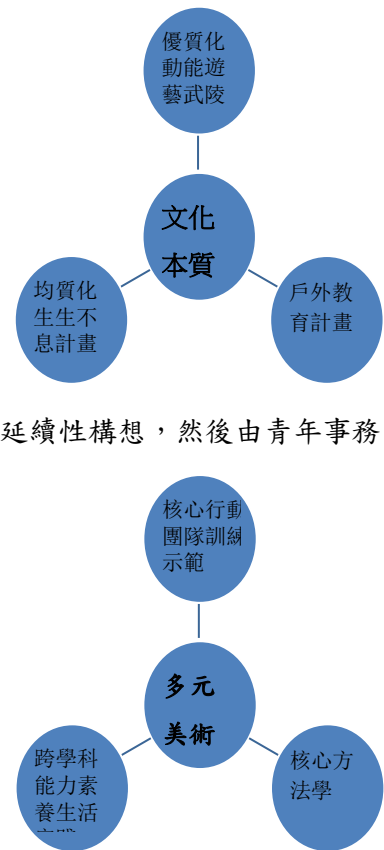 優質化
動能遊
藝武陵
文化
本質
均質化
生生不
息計畫
戶外教
育計畫
延續性構想，然後由青年事務
核心行動
團隊訓練
示範
多元
美術
跨學科
能力素
養生活
核心方
法學